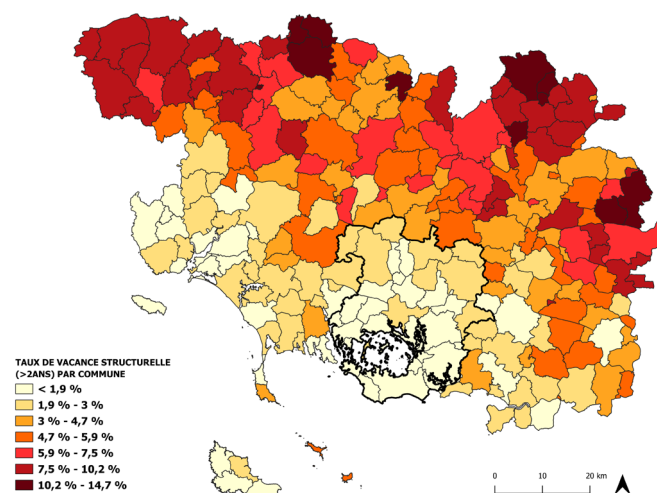 TAUX DE VACANCE STRUCTURELLE
(>2ANS) PAR COMMUNE
< 1,9 %
1,9 % - 3 %
3 % - 4,7 %
4,7 % - 5,9 %
5,9 % - 7,5 %
7,5 % - 10,2 %
10,2 % - 14,7 %
0 10 20 km